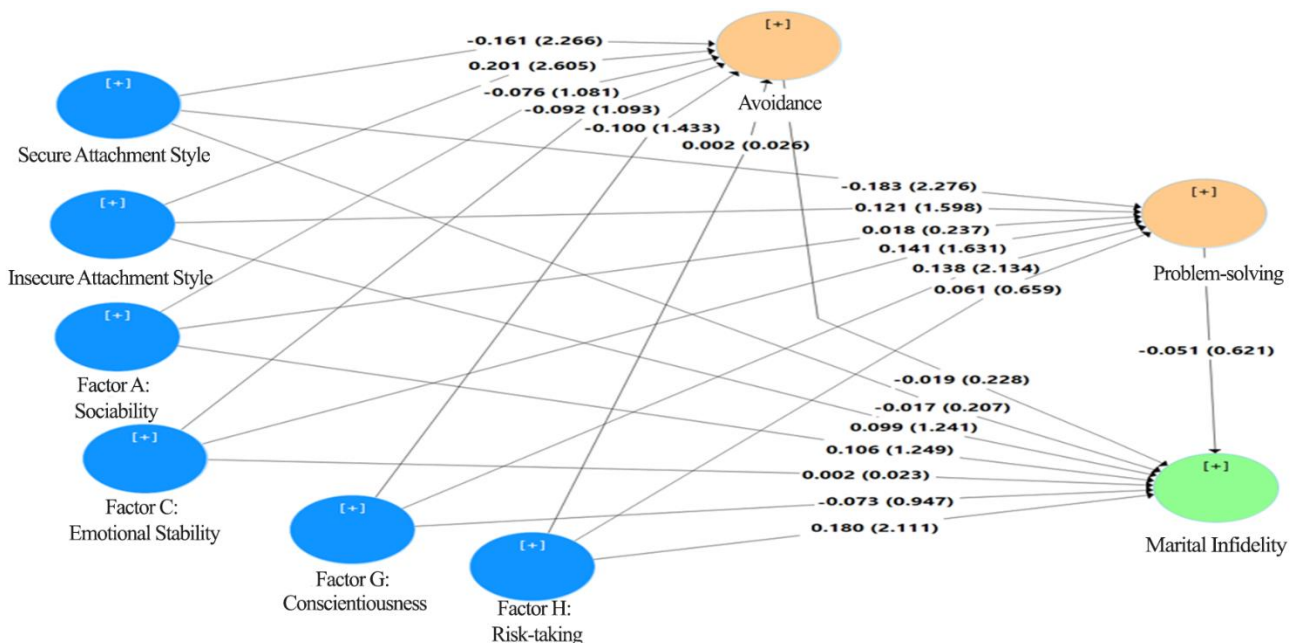 [+]
-0.161 (2.266)
0.201 (2.605)
-0.076 (1.081)
-0.092 (1.093)
-0.100 (1.433)
0.002 (0.026)
Avoidance
[+]
Secure Attachment Style
[+]
Insecure Attachment Style
-0.183 (2.276)
0.121 (1.598)
0.018 (0.237)
0.141 (1.631)
0.138 (2.134)
0.061 (0.659)
[+]
Problem-solving
[+]
Factor A:
Sociability
-0.051 (0.621)
-0.019 (0.228)
-0.017 (0.207)
0.099 (1.241)
0.106 (1.249)
0.002 (0.023)
-0.073 (0.947)
0.180 (2.111)
[+]
Factor C:
Emotional Stability
[+]
Factor G:
Conscientiousness
[+]
Factor H:
Risk-taking
[+]
Marital Infidelity